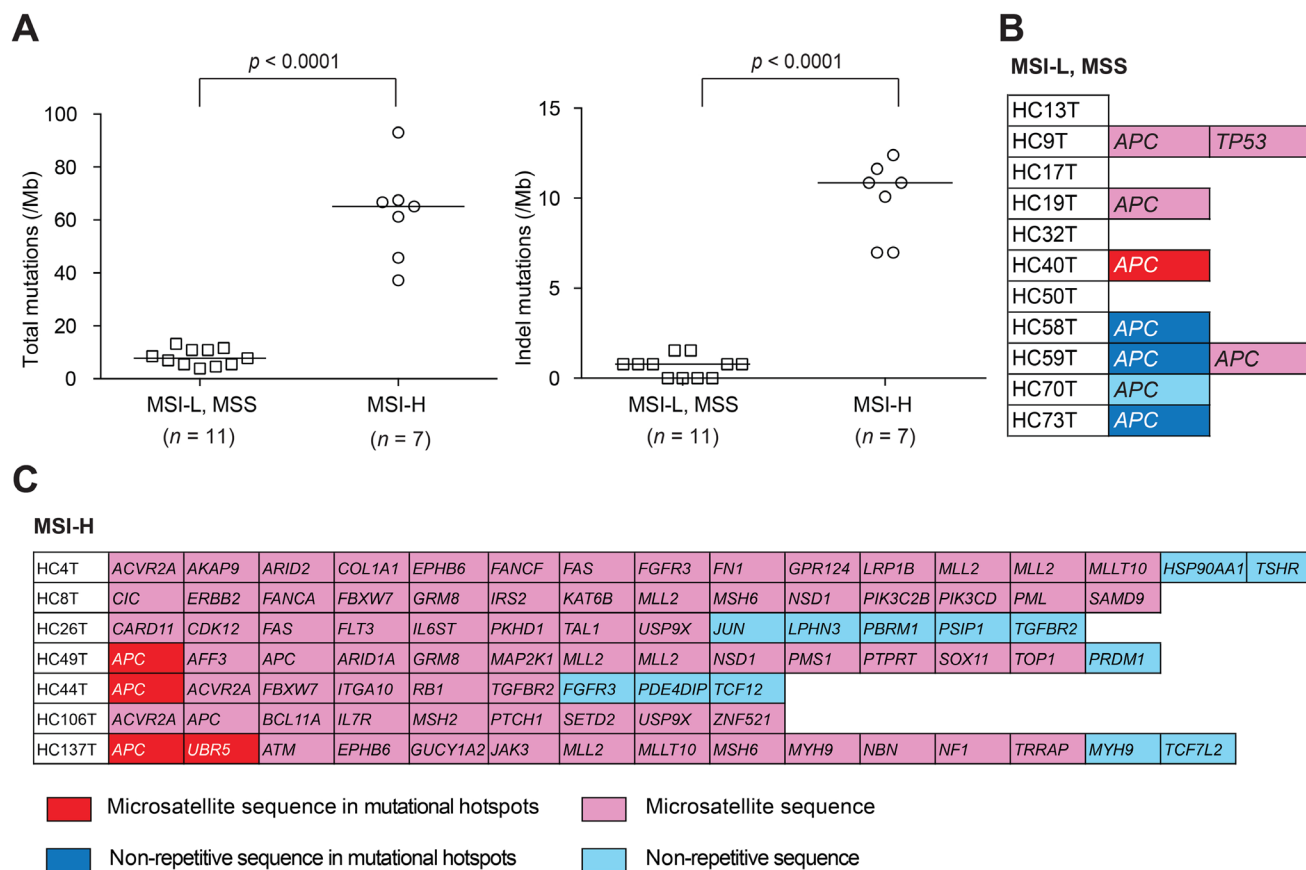 A
p < 0.0001
Total mutations (/Mb)
100
80
60
40
20
0
MSI-L, MSS
(n = 11)
MSI-H
(n = 7)
p < 0.0001
Indel mutations (/Mb)
15
10
5
0
MSI-L, MSS
(n = 11)
MSI-H
(n = 7)
B
MSI-L, MSS
HC13T
HC9T APC TP53
HC17T
HC19T APC
HC32T
HC40T APC
HC50T
HC58T APC
HC59T APC APC
HC70T APC
HC73T APC
C
MSI-H
HC4T ACVR2A AKAP9 ARID2 COL1A1 EPHB6 FANCF FAS FGFR3 FN1 GPR124 LRP1B MLL2 MLL2 MLLT10 HSP90AA1 TSHR
HC8T CIC ERBB2 FANCA FBXW7 GRM8 IRS2 KAT6B MLL2 MSH6 NSD1 PIK3C2B PIK3CD PML SAMD9
HC26T CARD11 CDK12 FAS FLT3 IL6ST PKHD1 TAL1 USP9X JUN LPHN3 PBRM1 PSIP1 TGFBR2
HC49T APC AFF3 APC ARID1A GRM8 MAP2K1 MLL2 MLL2 NSD1 PMS1 PTPRT SOX11 TOP1 PRDM1
HC44T APC ACVR2A FBXW7 ITGA10 RB1 TGFBR2 FGFR3 PDE4DIP TCF12
HC106T ACVR2A APC BCL11A IL7R MSH2 PTCH1 SETD2 USP9X ZNF521
HC137T APC UBR5 ATM EPHB6 GUCY1A2 JAK3 MLL2 MLLT10 MSH6 MYH9 NBN NF1 TRRAP MYH9 TCF7L2
Microsatellite sequence in mutational hotspots
Microsatellite sequence
Non-repetitive sequence in mutational hotspots
Non-repetitive sequence